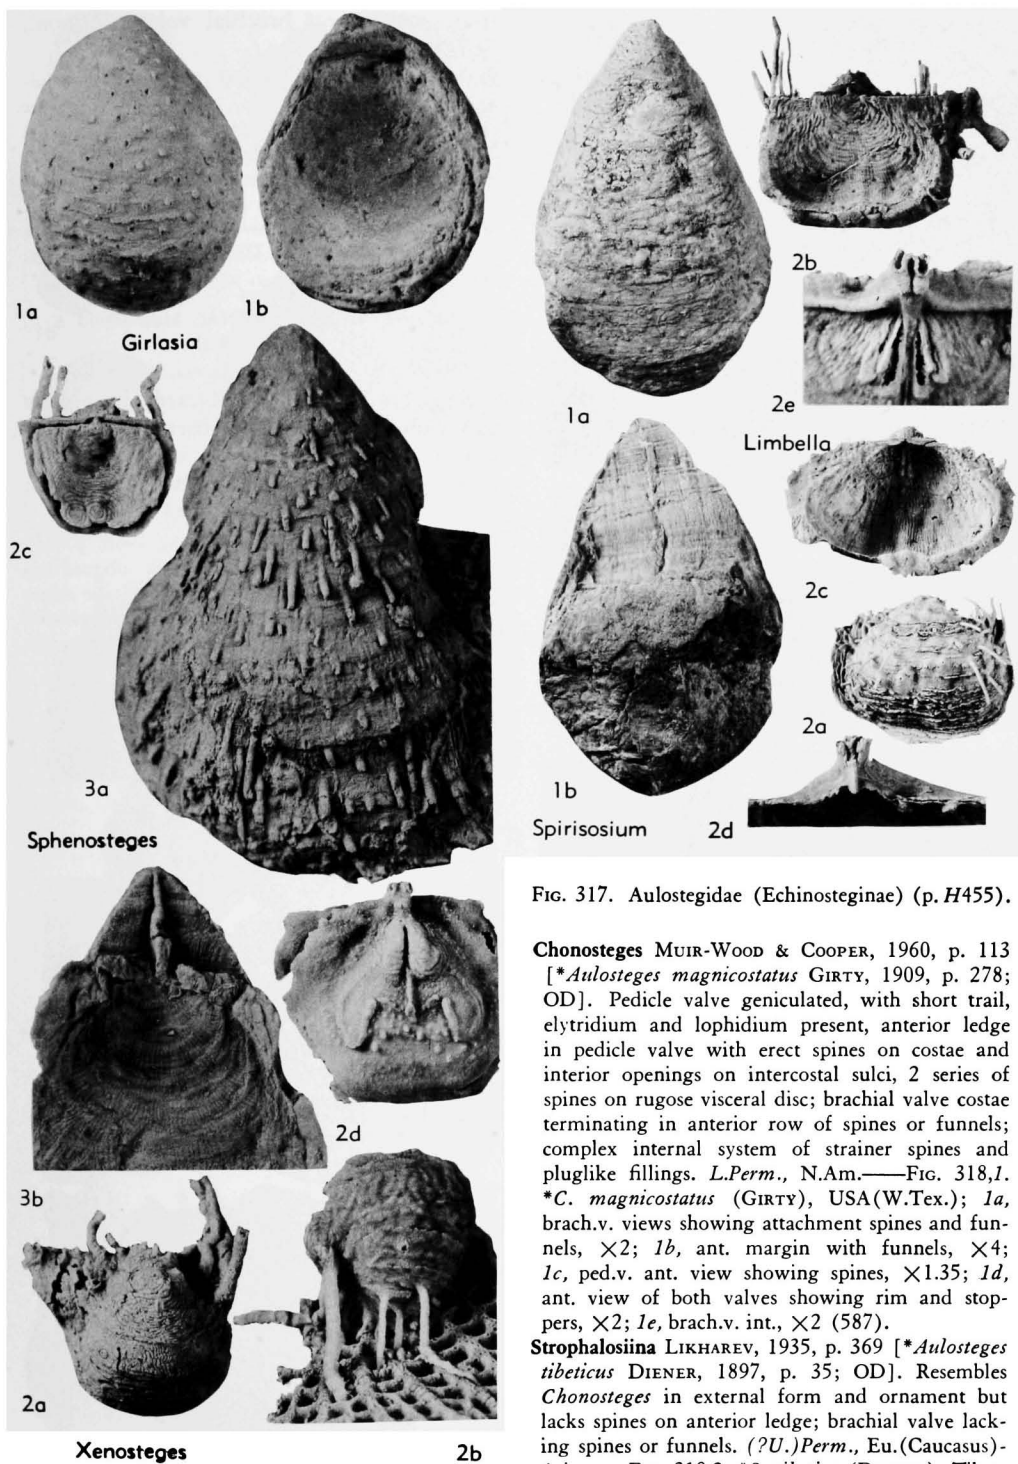 1a
1b
Girlasia
2c
3a
Sphenosteges
3b
2d
2a
2b
Xenosteges
1a
2b
2e
Limbella
2c
2a
1b
Spirisosium
2d
FIG. 317. Aulostegidae (Echinosteginae) (p. H455).
Chonosteges MUIR-WOOD & COOPER, 1960, p. 113
[*Aulosteges magnicostatus GIRTY, 1909, p. 278;
OD]. Pedicle valve geniculated, with short trail,
elytridium and lophidium present, anterior ledge
in pedicle valve with erect spines on costae and
interior openings on intercostal sulci, 2 series of
spines on rugose visceral disc; brachial valve costae
terminating in anterior row of spines or funnels;
complex internal system of strainer spines and
pluglike fillings. L.Perm., N.Am.——FIG. 318,1.
*C. magnicostatus (GIRTY), USA(W.Tex.); 1a,
brach.v. views showing attachment spines and fun-
nels, ×2; 1b, ant. margin with funnels, ×4;
1c, ped.v. ant. view showing spines, ×1.35; 1d,
ant. view of both valves showing rim and stop-
pers, ×2; 1e, brach.v. int., ×2 (587).
Strophalosiina LIKHAREV, 1935, p. 369 [*Aulosteges
tibeticus DIENER, 1897, p. 35; OD]. Resembles
Chonosteges in external form and ornament but
lacks spines on anterior ledge; brachial valve lack-
ing spines or funnels. (?U.)Perm., Eu.(Caucasus)-